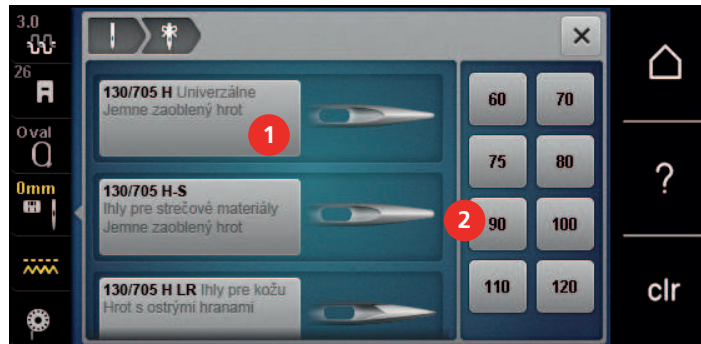 3.0
26
Oval
0mm
130/705 H Univerzálne
Jemne zaoblený hrot
1
130/705 H-S
Ihly pre strečové materiály
Jemne zaoblený hrot
130/705 H LR Ihly pre kožu
Hrot s ostrými hranami
60 70
75 80
2
90 100
110 120
?
clr